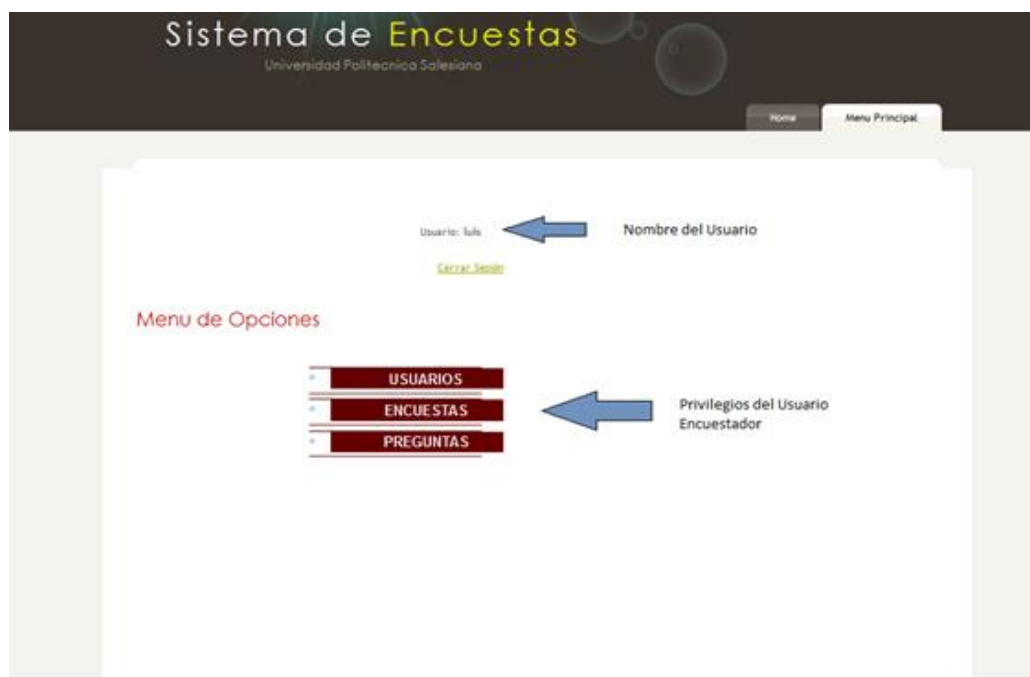 Sistema de Encuestas
Universidad Politecnica Salesiana
Home
Menu Principal
Usuario: luis
Nombre del Usuario
Cerrar Sesión
Menu de Opciones
USUARIOS
ENCUESTAS
PREGUNTAS
Privilegios del Usuario
Encuestador